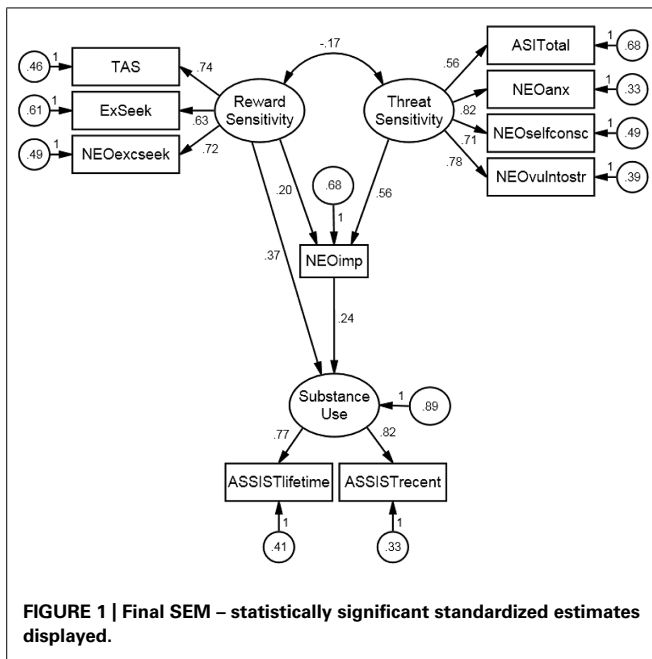 -.17
.46
1
TAS
.74
Reward
Sensitivity
Threat
Sensitivity
.56
ASITotal
1
.68
.61
1
ExSeek
.63
.82
NEOanx
1
.33
.49
1
NEOexcseek
.72
.71
NEOselfconsc
1
.49
.78
NEOvulntostr
1
.39
.20
.68
1
.56
.37
NEOimp
.24
Substance
Use
1
.89
.77
.82
ASSISTlifetime
ASSISTrecent
1
1
.41
.33
FIGURE 1 | Final SEM – statistically significant standardized estimates
displayed.